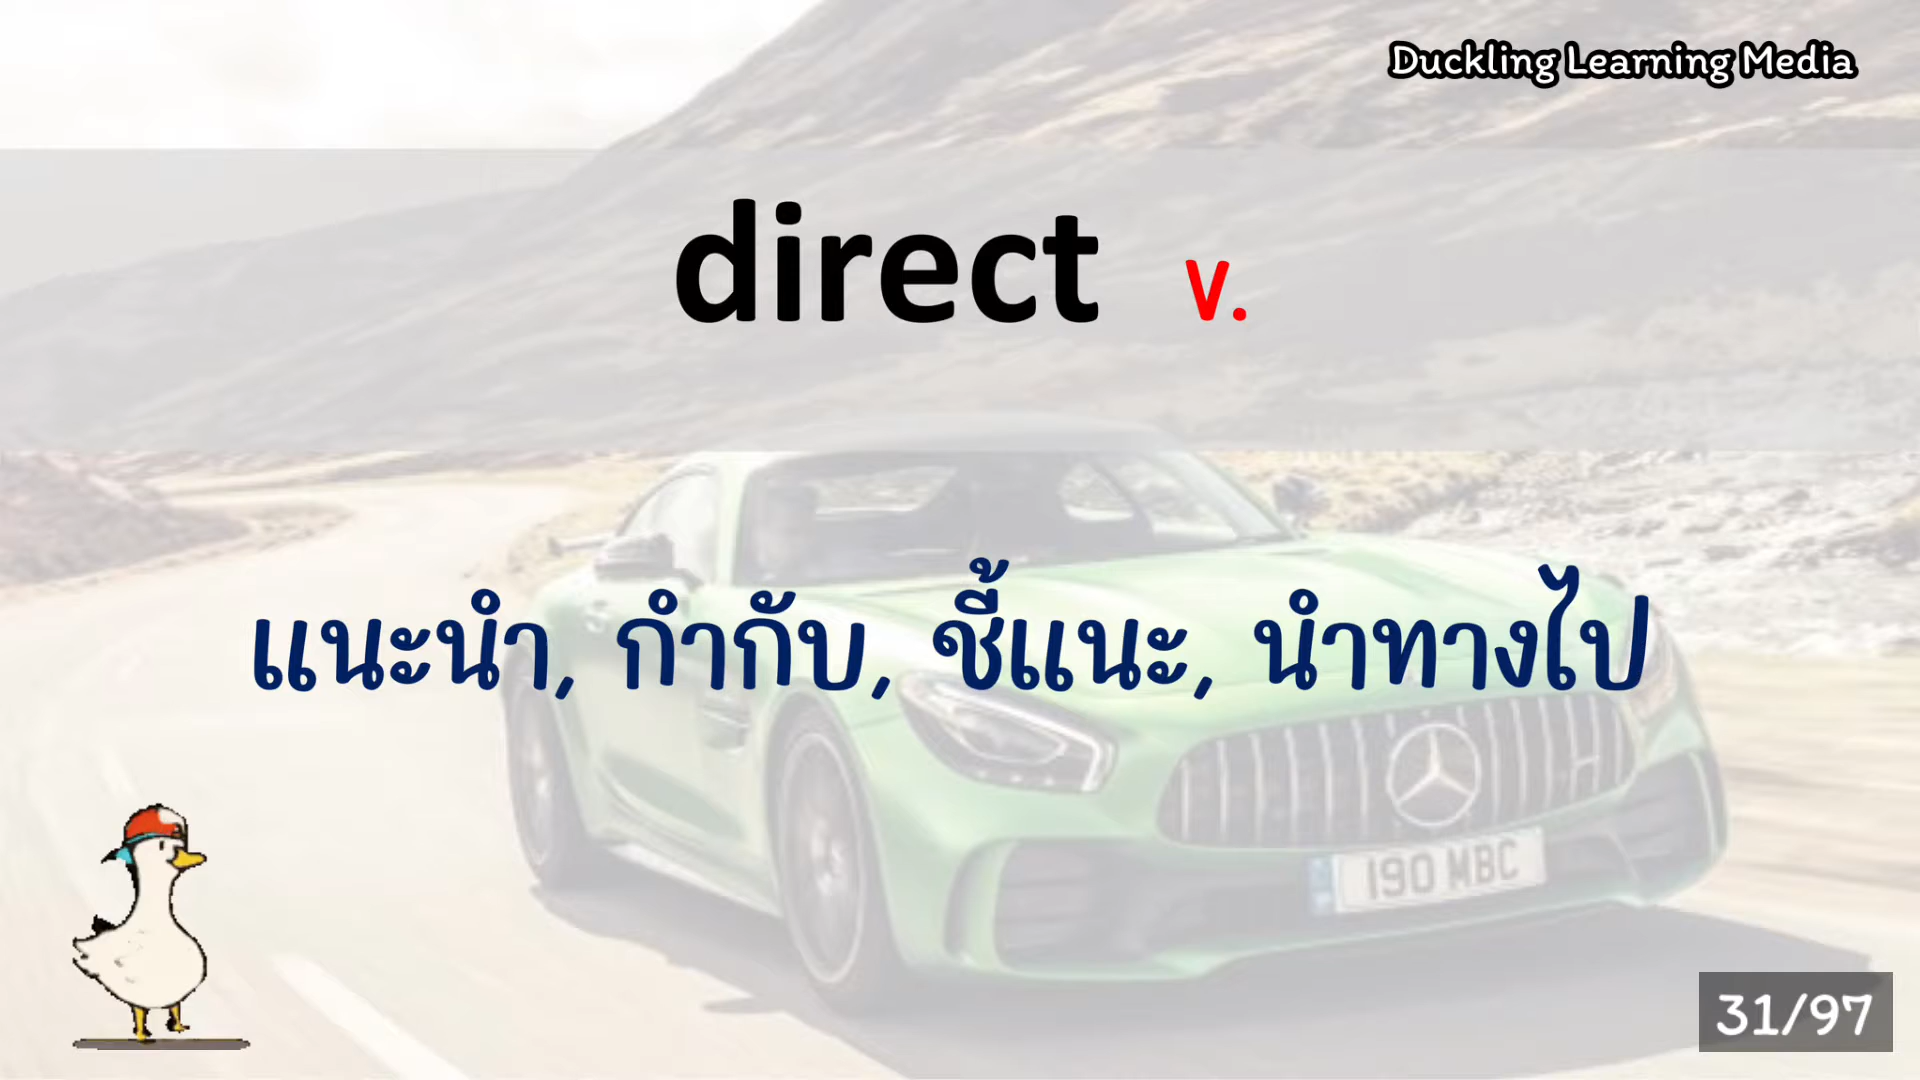 Duckling Learning Media
direct v.
แนะนำ, กำกับ, ชี้แนะ, นำทางไป
190 MBC
31/97